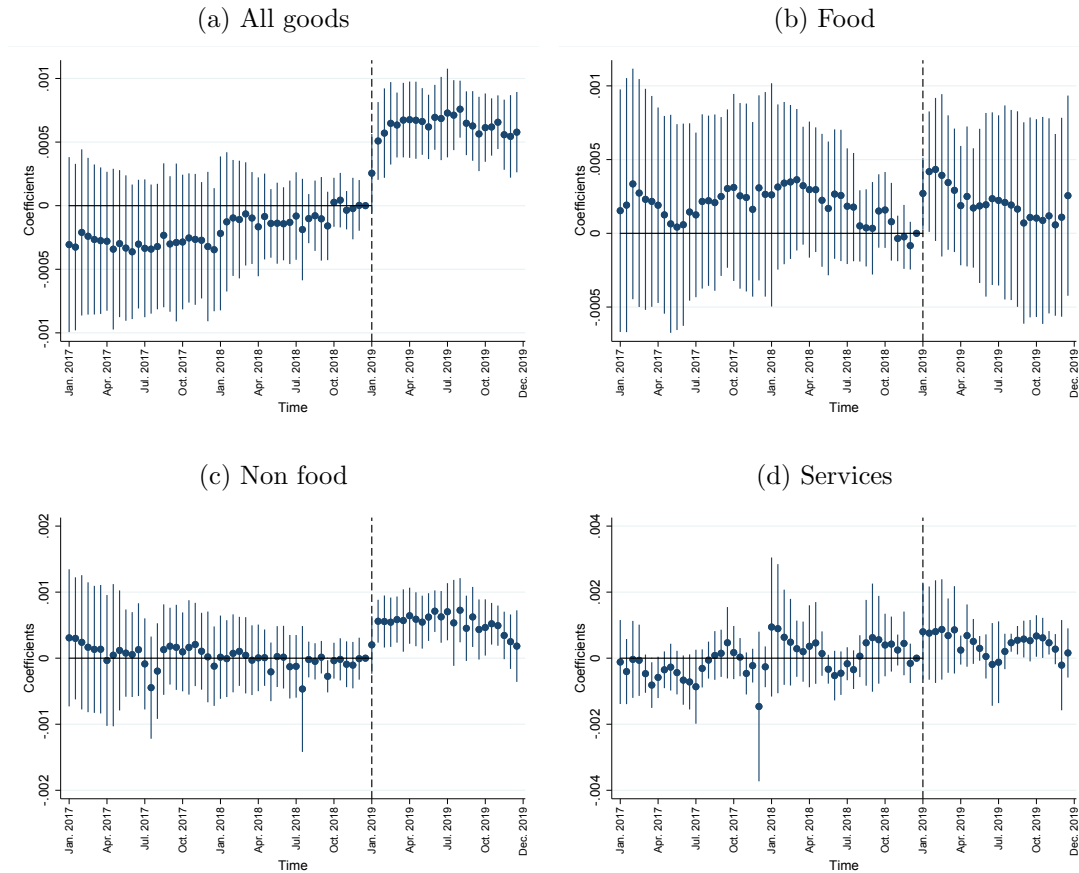 (a) All goods
.001
.0005
0
-.0005
-.001
Coefficients
Jan. 2017
Apr. 2017
Jul. 2017
Oct. 2017
Jan. 2018
Apr. 2018
Jul. 2018
Oct. 2018
Jan. 2019
Apr. 2019
Jul. 2019
Oct. 2019
Dec. 2019
Time
(b) Food
.001
.0005
0
-.0005
Coefficients
Jan. 2017
Apr. 2017
Jul. 2017
Oct. 2017
Jan. 2018
Apr. 2018
Jul. 2018
Oct. 2018
Jan. 2019
Apr. 2019
Jul. 2019
Oct. 2019
Dec. 2019
Time
(c) Non food
.002
.001
0
-.001
-.002
Coefficients
Jan. 2017
Apr. 2017
Jul. 2017
Oct. 2017
Jan. 2018
Apr. 2018
Jul. 2018
Oct. 2018
Jan. 2019
Apr. 2019
Jul. 2019
Oct. 2019
Dec. 2019
Time
(d) Services
.004
.002
0
-.002
-.004
Coefficients
Jan. 2017
Apr. 2017
Jul. 2017
Oct. 2017
Jan. 2018
Apr. 2018
Jul. 2018
Oct. 2018
Jan. 2019
Apr. 2019
Jul. 2019
Oct. 2019
Dec. 2019
Time